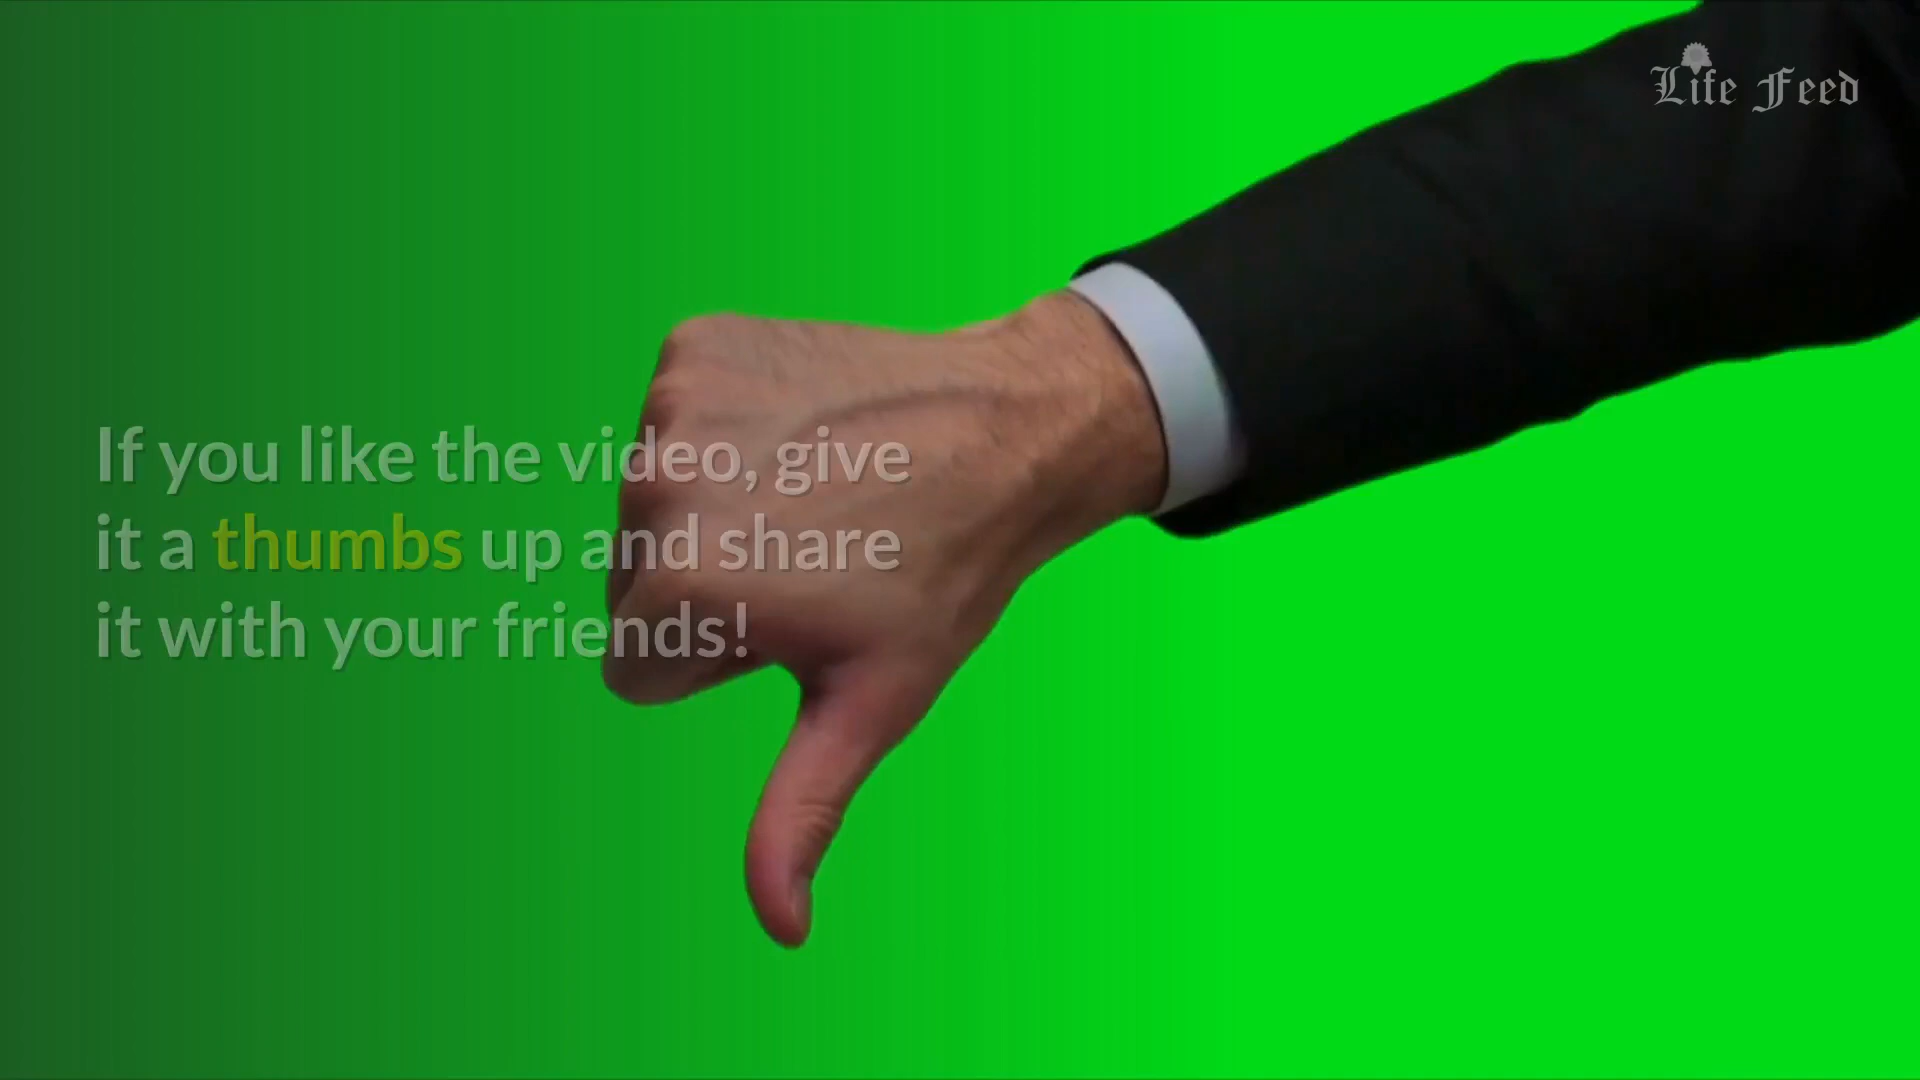 Life Feed
If you like the video, give
it a thumbs up and share
it with your friends!